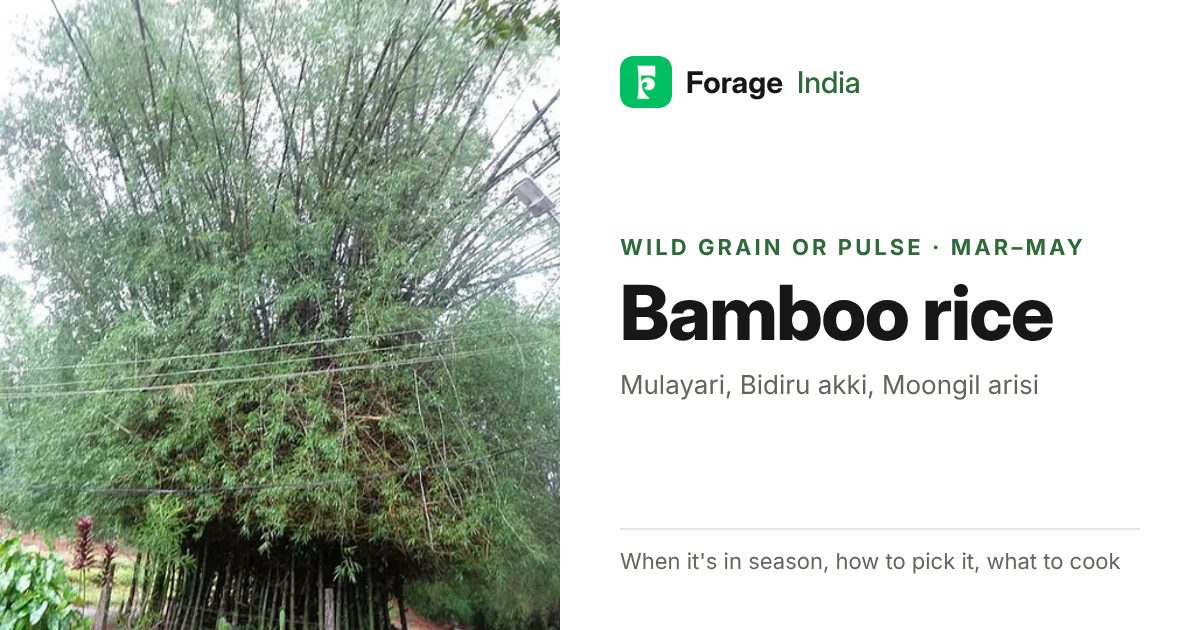 Forage India
WILD GRAIN OR PULSE · MAR–MAY
Bamboo rice
Mulayari, Bidiru akki, Moongil arisi
When it's in season, how to pick it, what to cook